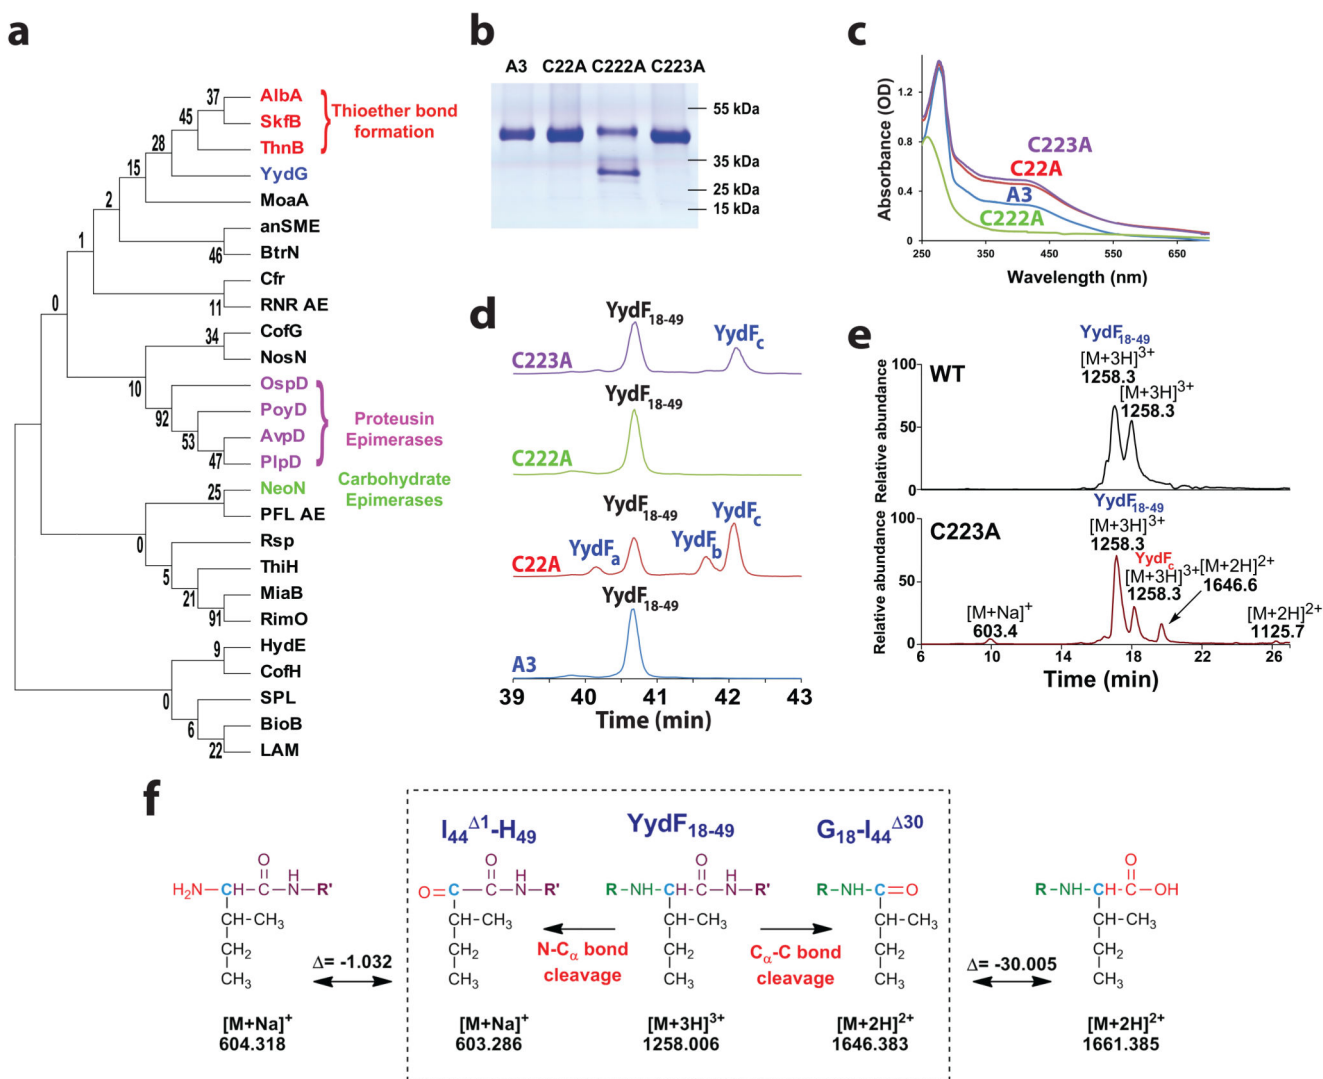 a
AlbA
SkfB
ThnB
YydG
MoaA
anSME
BtrN
Cfr
RNR AE
CofG
NosN
OspD
PoyD
AvpD
PlpD
NeoN
PFL AE
Rsp
ThiH
MiaB
RimO
HydE
CofH
SPL
BioB
LAM
37
45
28
15
2
1
0
46
11
34
10
92
53
47
25
0
5
21
91
9
0
6
22
Thioether bond
formation
Proteusin
Epimerases
Carbohydrate
Epimerases
b
A3 C22A C222A C223A
55 kDa
35 kDa
25 kDa
15 kDa
c
Absorbance (OD)
1.2
0.8
0.4
0
C223A
C22A
A3
C222A
250 350 450 550 650
Wavelength (nm)
d
YydF18-49
YydFc
C223A
YydF18-49
C222A
YydF18-49
YydFa
YydFb
YydFc
C22A
YydF18-49
A3
39 40 41 42 43
Time (min)
e
YydF18-49
[M+3H]3+
1258.3
[M+3H]3+
1258.3
WT
Relative abundance
100
50
0
YydF18-49
[M+3H]3+
1258.3
C223A
YydFc
[M+3H]3+
1258.3
[M+2H]2+
1646.6
[M+Na]+
603.4
[M+2H]2+
1125.7
Relative abundance
100
50
0
6 10 14 18 22 26
Time (min)
f
I44Δ1-H49
YydF18-49
G18-I44Δ30
O
H2N CH C N R'
H
CH CH3
CH2
CH3
Δ= -1.032
O
O C C N R'
H
CH CH3
CH2
CH3
N-Cα bond
cleavage
O
R NH CH C N R'
H
CH CH3
CH2
CH3
Cα-C bond
cleavage
R NH C O
CH CH3
CH2
CH3
Δ= -30.005
O
R NH CH C OH
CH CH3
CH2
CH3
[M+Na]+
604.318
[M+Na]+
603.286
[M+3H]3+
1258.006
[M+2H]2+
1646.383
[M+2H]2+
1661.385